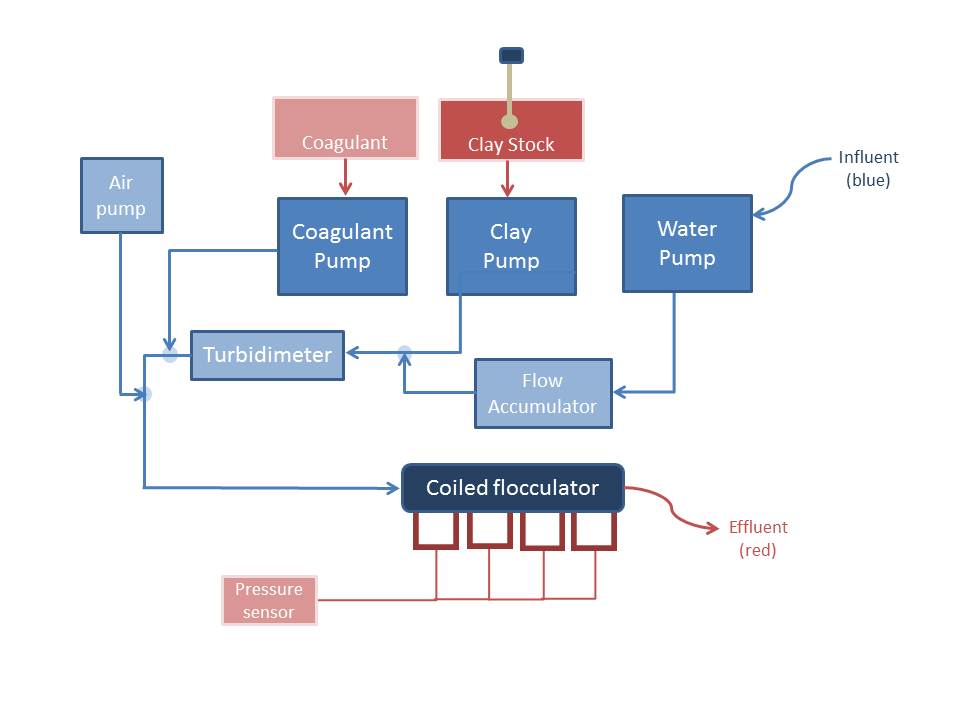 Coagulant
Clay Stock
Influent
(blue)
Air
pump
Coagulant
Pump
Clay
Pump
Water
Pump
Turbidimeter
Flow
Accumulator
Coiled flocculator
Effluent
(red)
Pressure
sensor